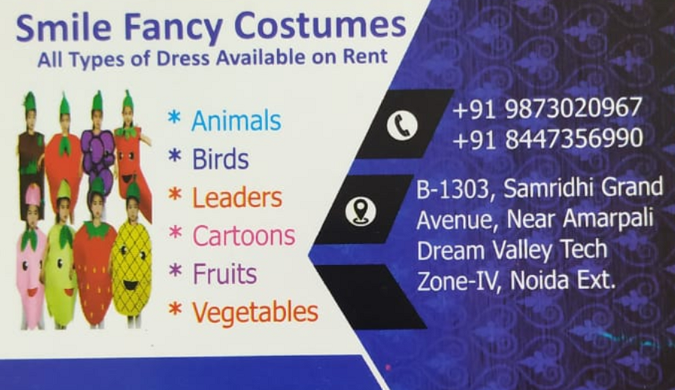 Smile Fancy Costumes
All Types of Dress Available on Rent
* Animals
* Birds
* Leaders
* Cartoons
* Fruits
* Vegetables
+91 9873020967
+91 8447356990
B-1303, Samridhi Grand
Avenue, Near Amarpali
Dream Valley Tech
Zone-IV, Noida Ext.